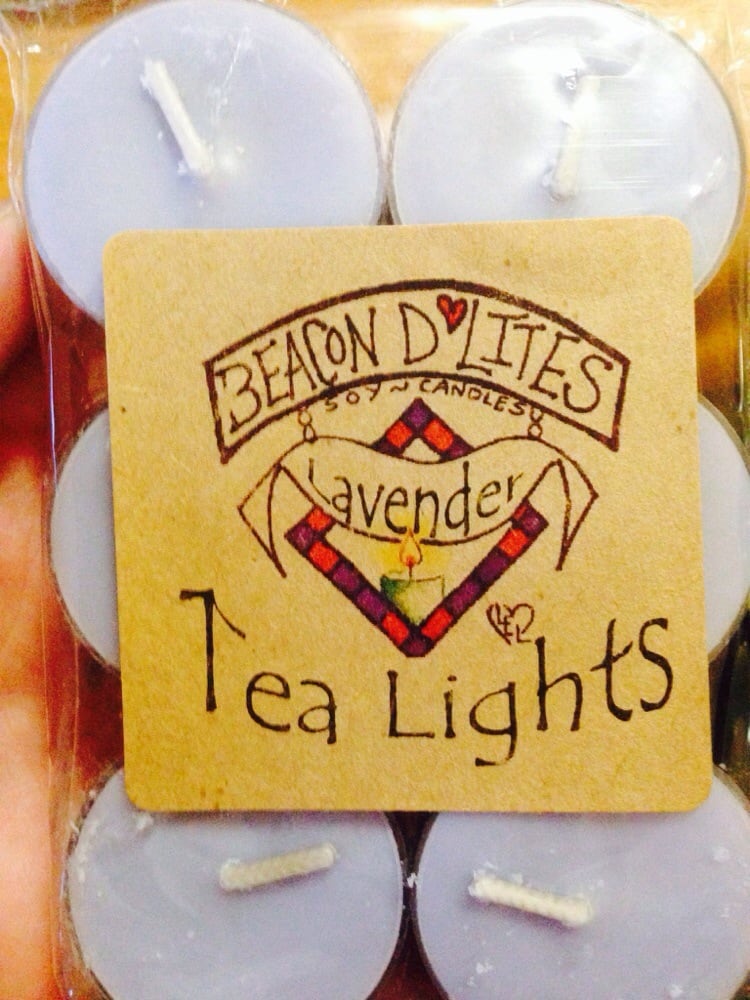 BEACON D♥LITES
SOY~CANDLES
Lavender
Tea Lights